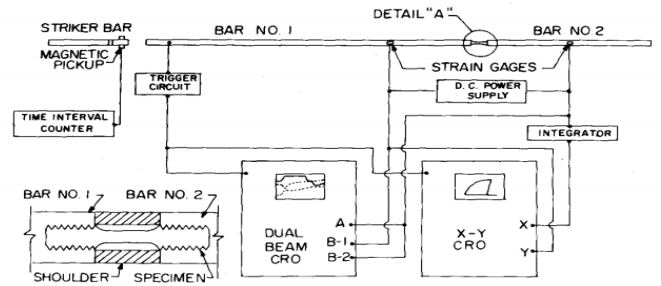 DETAIL "A"
STRIKER BAR
BAR NO. 1
BAR NO. 2
MAGNETIC
PICKUP
STRAIN GAGES
TRIGGER
CIRCUIT
D. C. POWER
SUPPLY
TIME INTERVAL
COUNTER
INTEGRATOR
BAR NO. 1
BAR NO. 2
A
X
DUAL
BEAM
CRO
B-1
B-2
X-Y
CRO
Y
SHOULDER
SPECIMEN